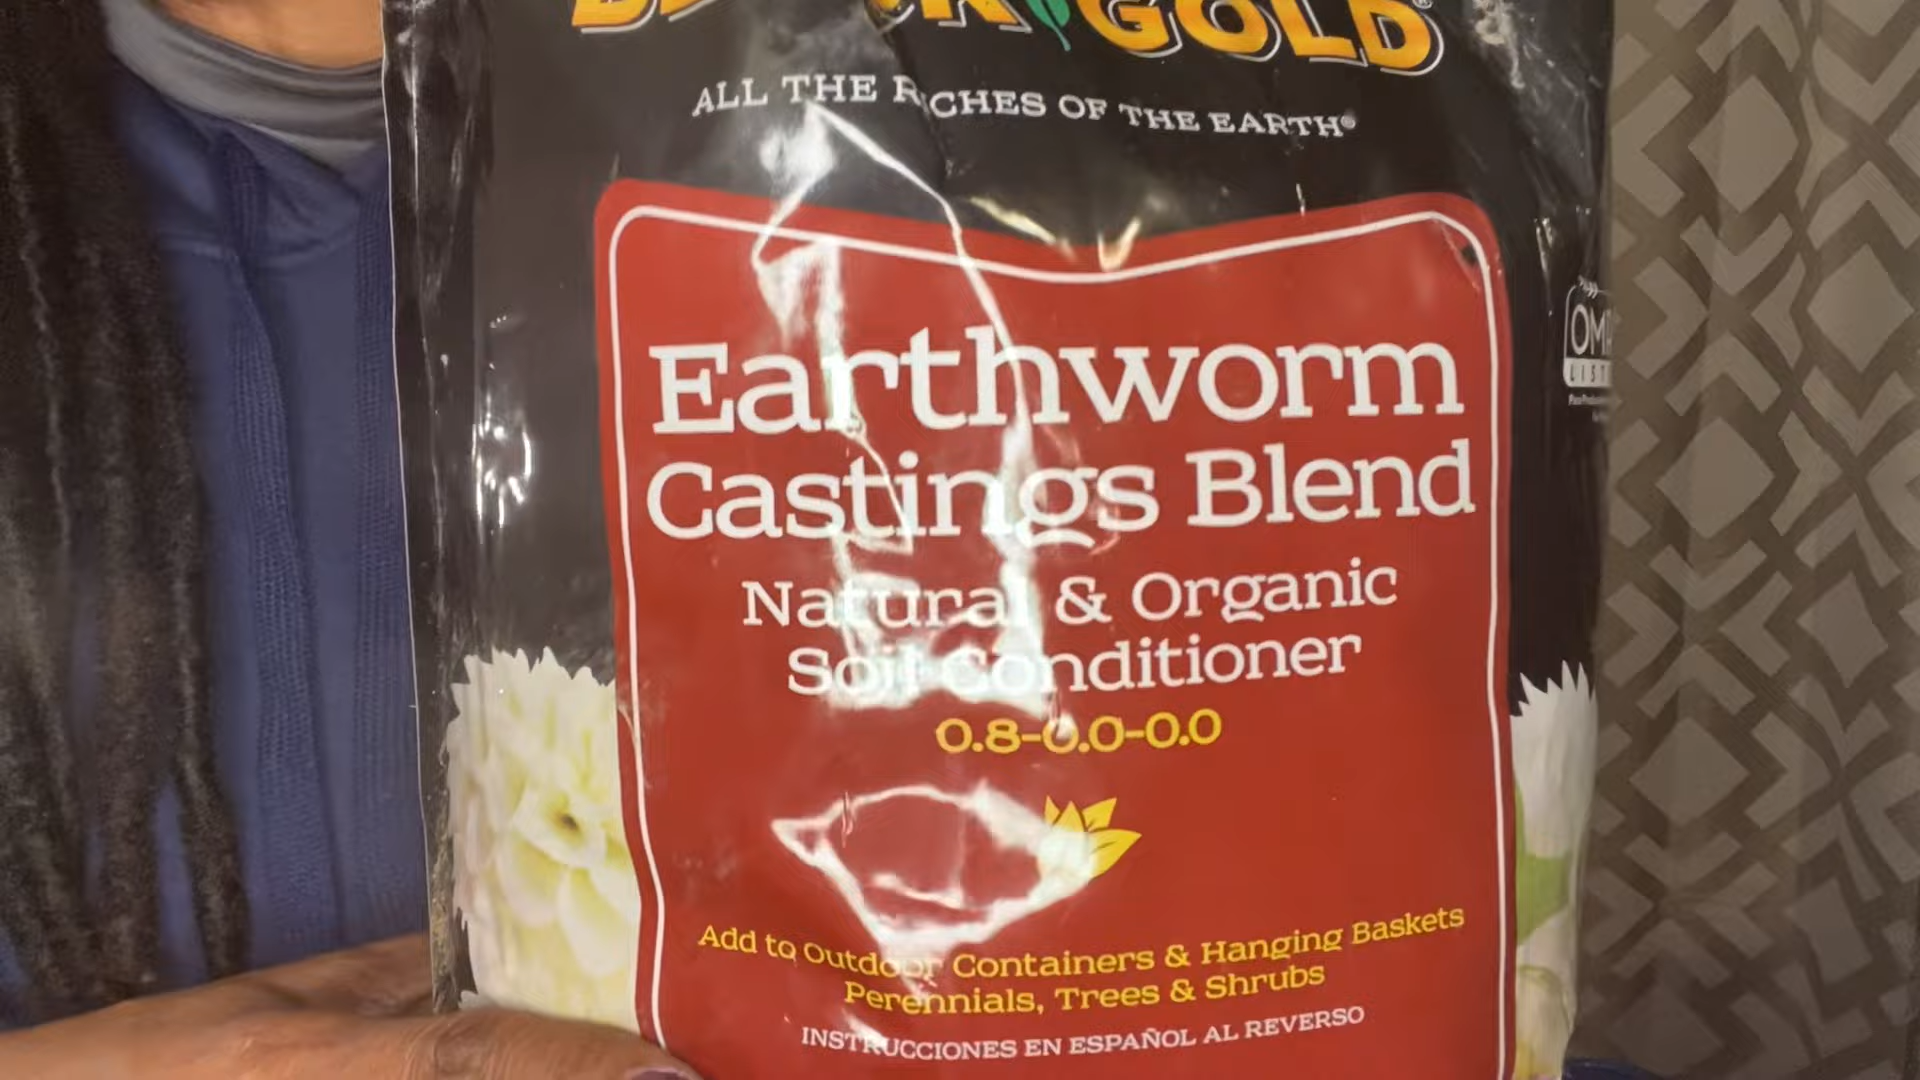 GOLD®
ALL THE RICHES OF THE EARTH®
Earthworm
Castings Blend
Natural & Organic
Soil Conditioner
0.8-0.0-0.0
Add to Outdoor Containers & Hanging Baskets
Perennials, Trees & Shrubs
INSTRUCCIONES EN ESPAÑOL AL REVERSO